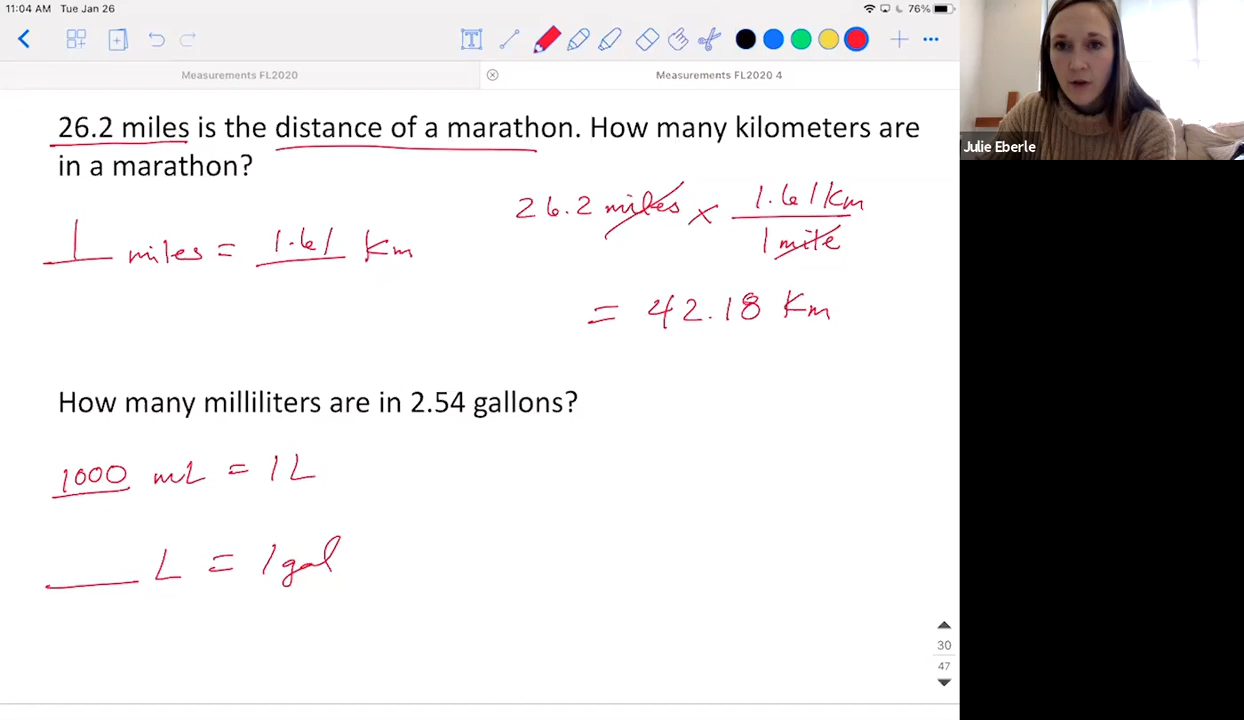 11:04 AM Tue Jan 26
76%
Measurements FL2020
Measurements FL2020 4
26.2 miles is the distance of a marathon. How many kilometers are
in a marathon?
26.2 miles x 1.61 km
1 mile
1 miles = 1.61 km
= 42.18 km
How many milliliters are in 2.54 gallons?
1000 mL = 1 L
___ L = 1 gal
30
47
Julie Eberle